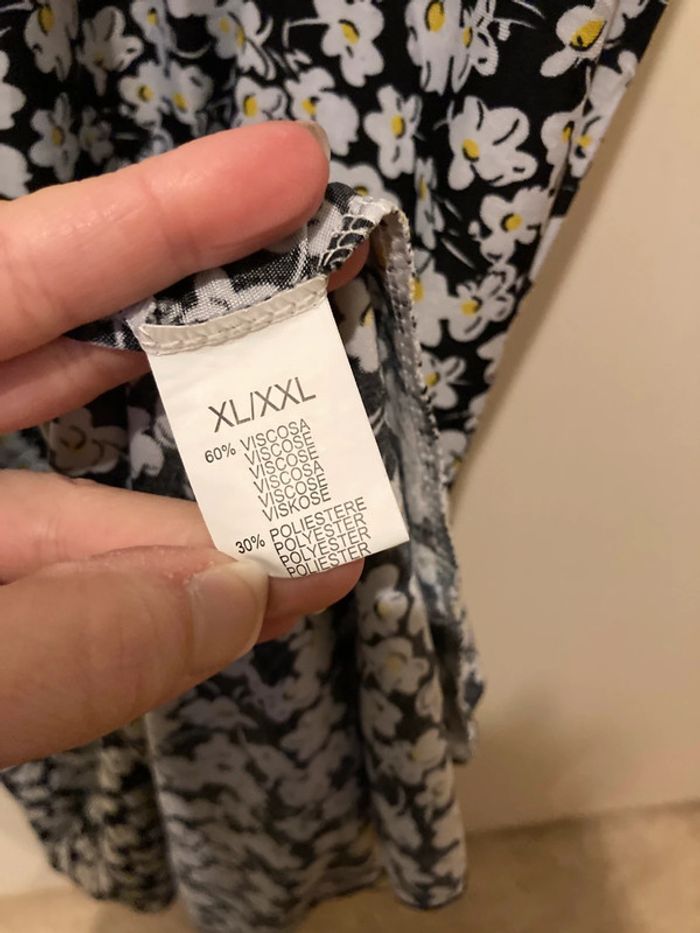 XL/XXL
60% VISCOSA
VISCOSE
VISCOSE
VISCOSA
VISCOSE
VISKOSE
30% POLIESTERE
POLYESTER
POLYESTER
POLIESTER